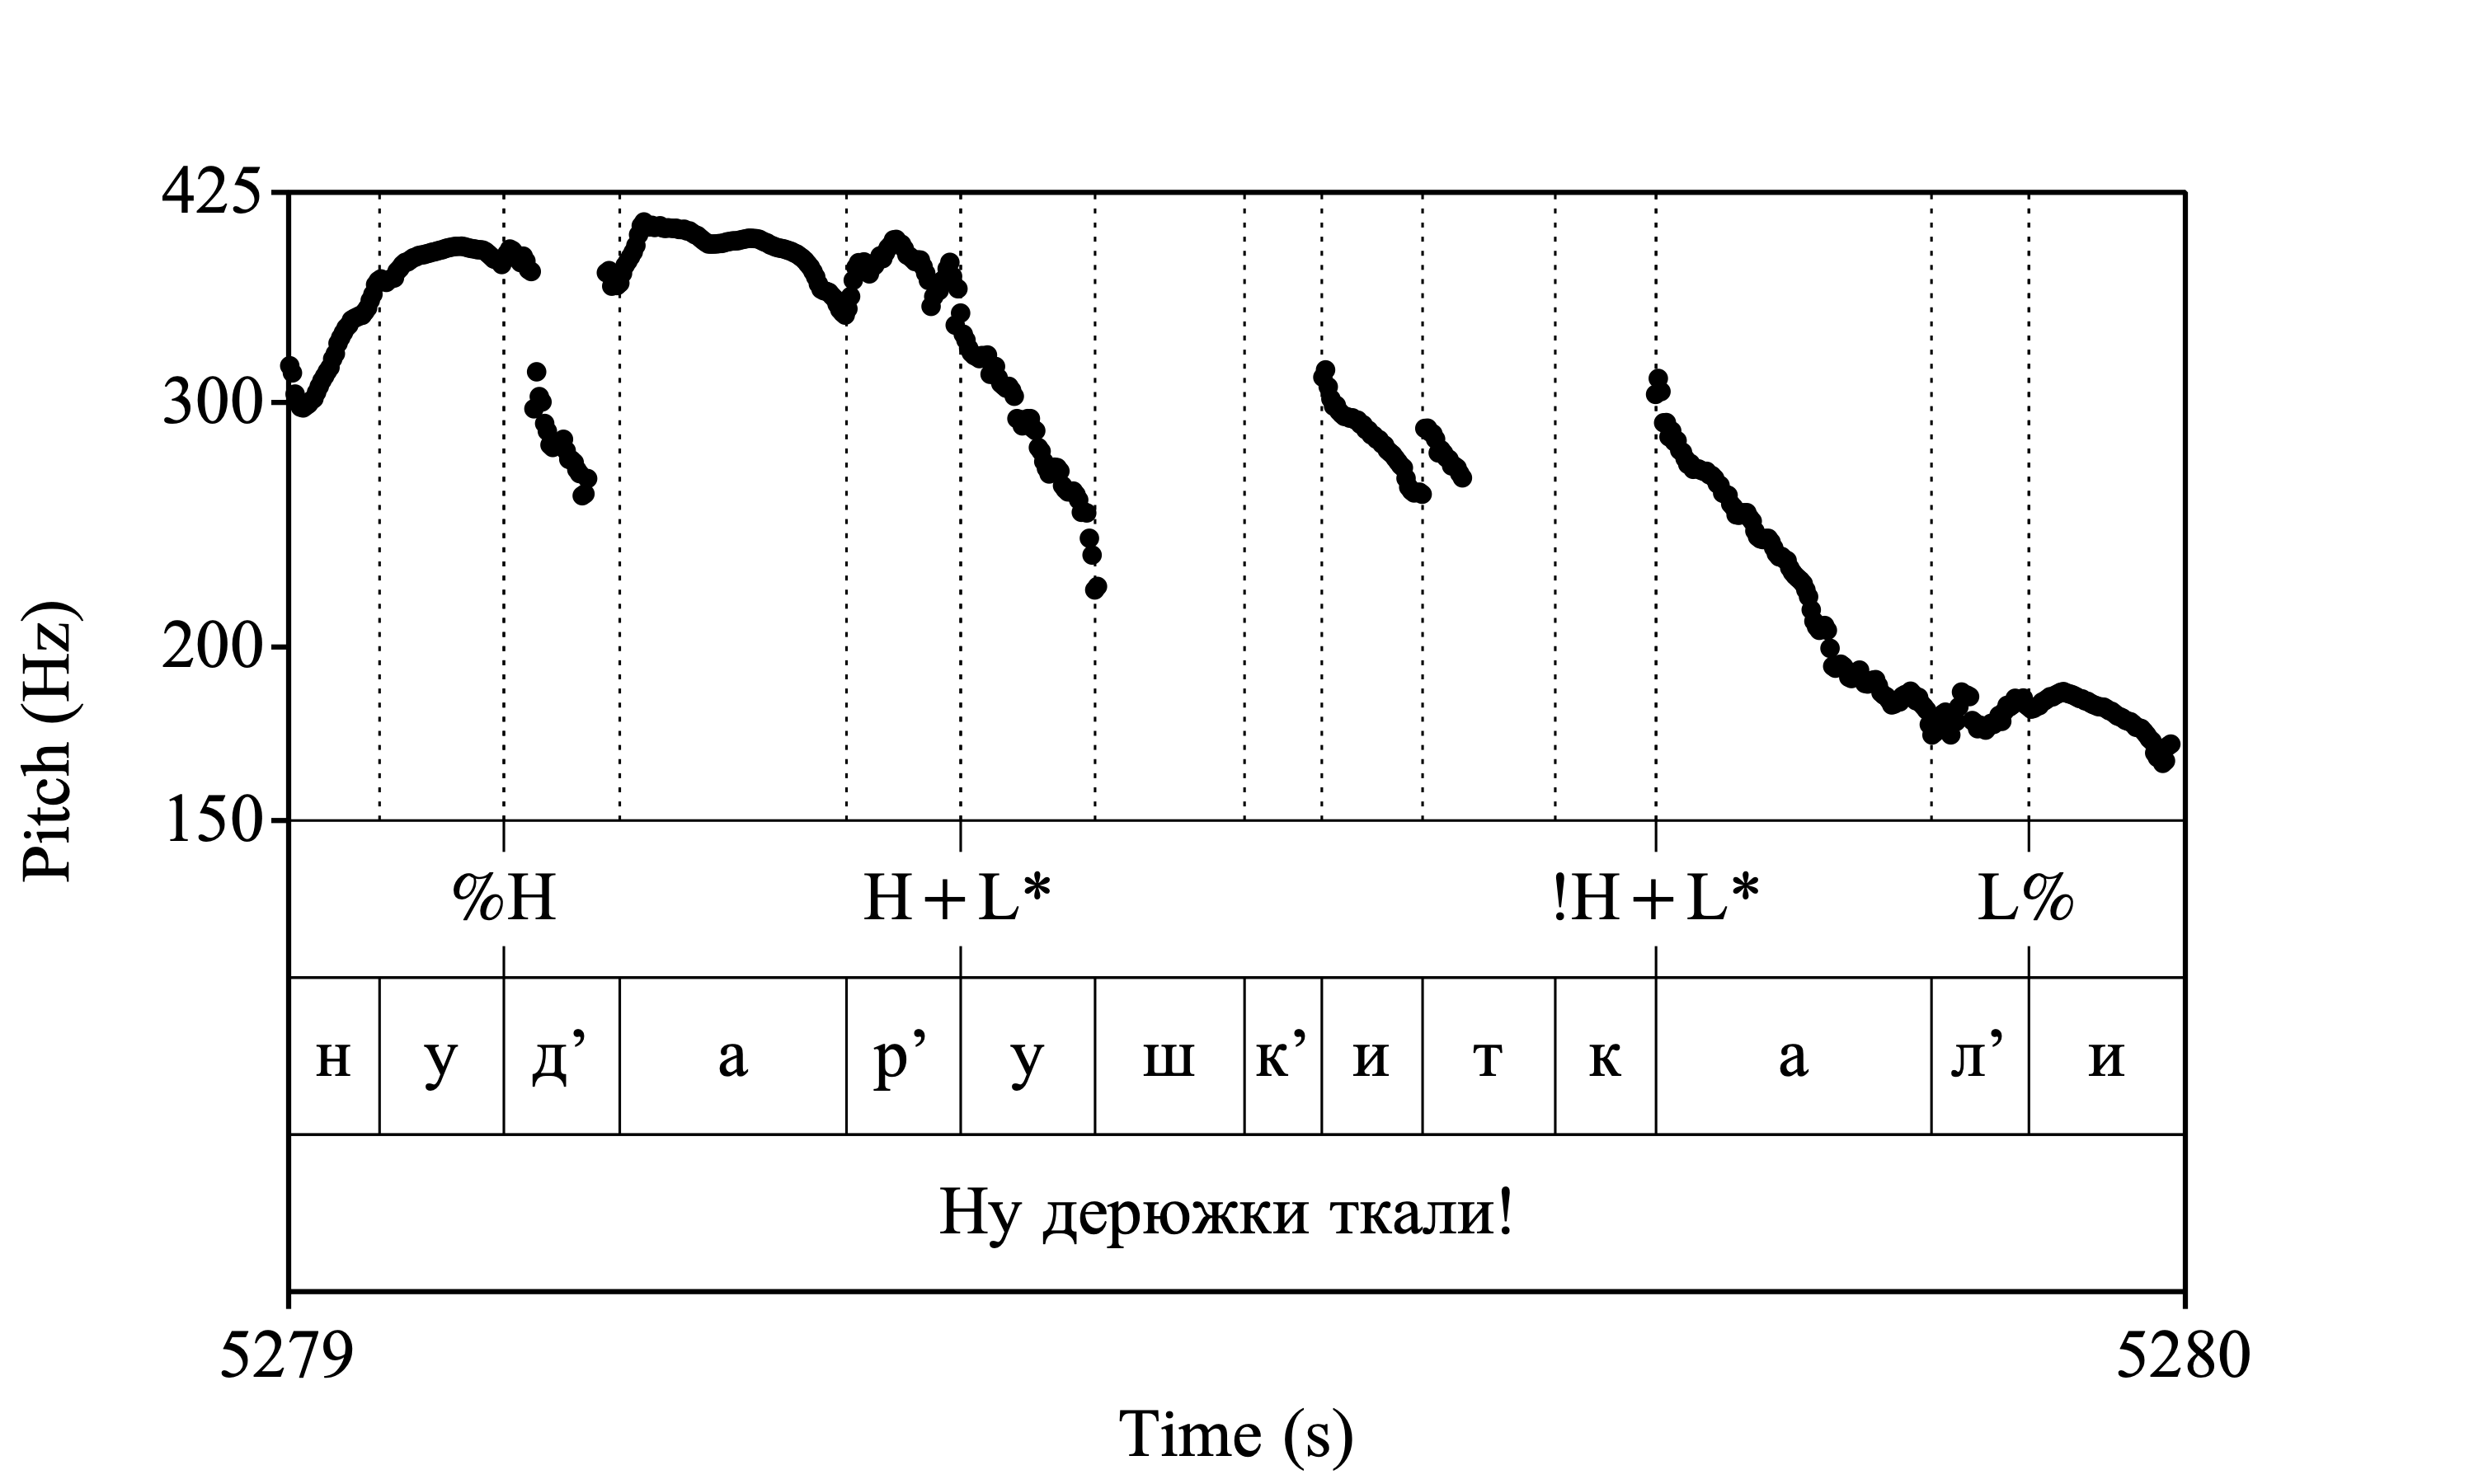 425
300
200
150
Pitch (Hz)
%H H+L* !H+L* L%
н у д’ а р’ у ш к’ и т к а л’ и
Ну дерюжки ткали!
5279 5280
Time (s)